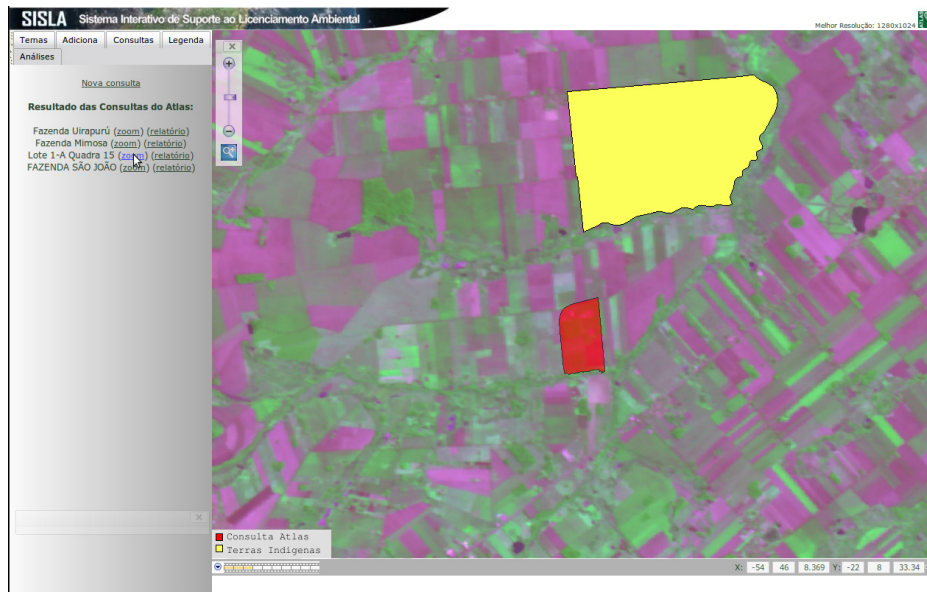 SISLA Sistema Interativo de Suporte ao Licenciamento Ambiental
Melhor Resolução: 1280x1024
Temas Adiciona Consultas Legenda
Análises
Nova consulta
Resultado das Consultas do Atlas:
Fazenda Uirapurú (zoom) (relatório)
Fazenda Mimosa (zoom) (relatório)
Lote 1-A Quadra 15 (zoom) (relatório)
FAZENDA SÃO JOÃO (zoom) (relatório)
Consulta Atlas
Terras Indigenas
X: -54 46 8.369 Y: -22 8 33.34